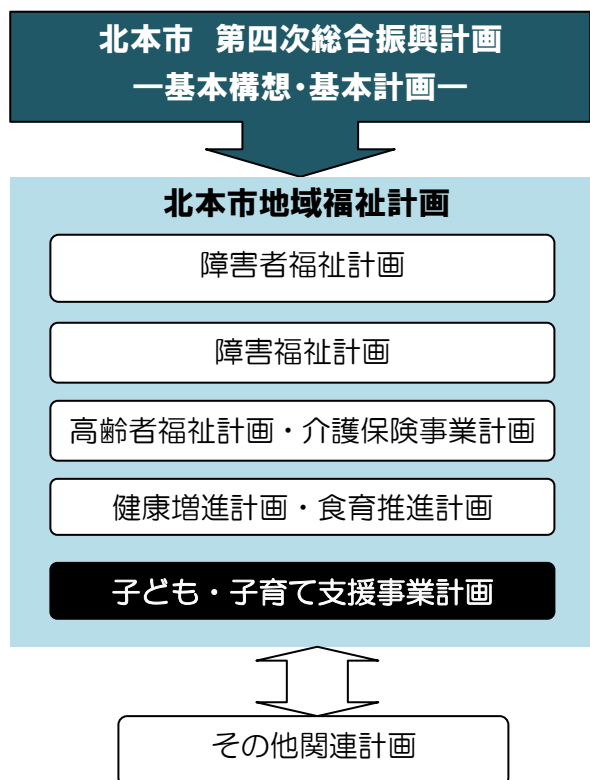 北本市 第四次総合振興計画
―基本構想・基本計画―
北本市地域福祉計画
障害者福祉計画
障害福祉計画
高齢者福祉計画・介護保険事業計画
健康増進計画・食育推進計画
子ども・子育て支援事業計画
その他関連計画